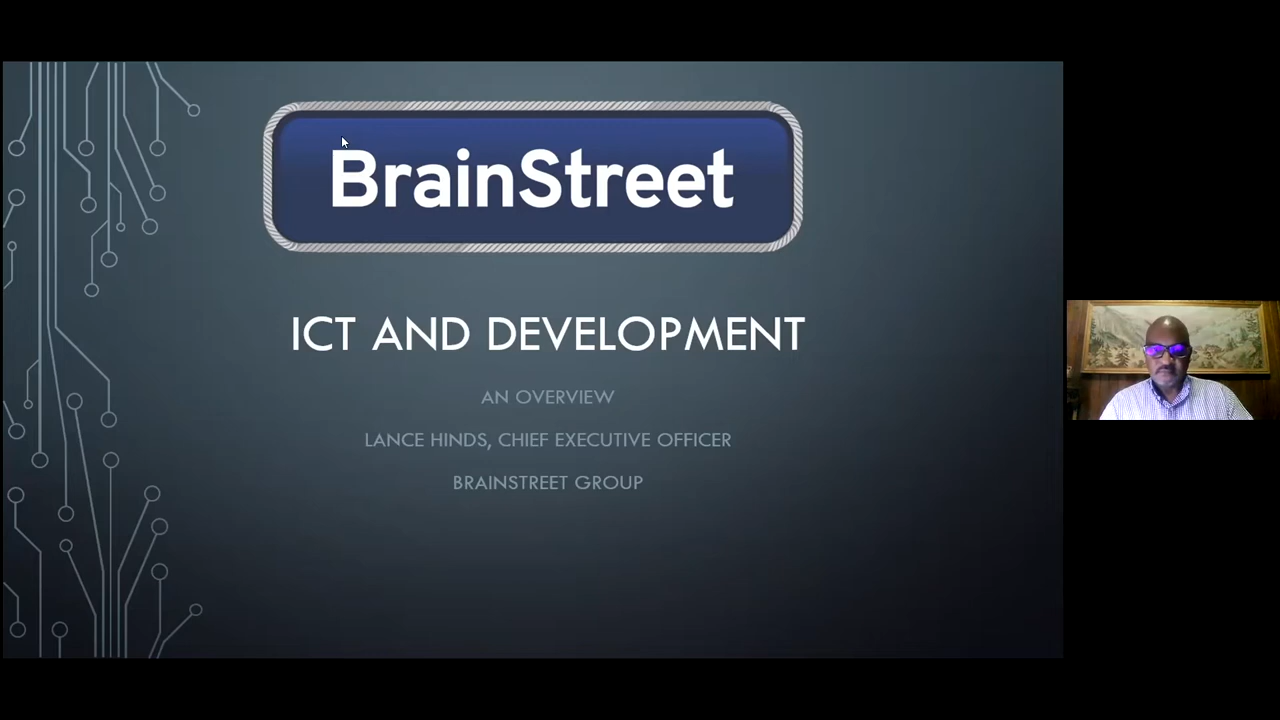 BrainStreet
ICT AND DEVELOPMENT
AN OVERVIEW
LANCE HINDS, CHIEF EXECUTIVE OFFICER
BRAINSTREET GROUP